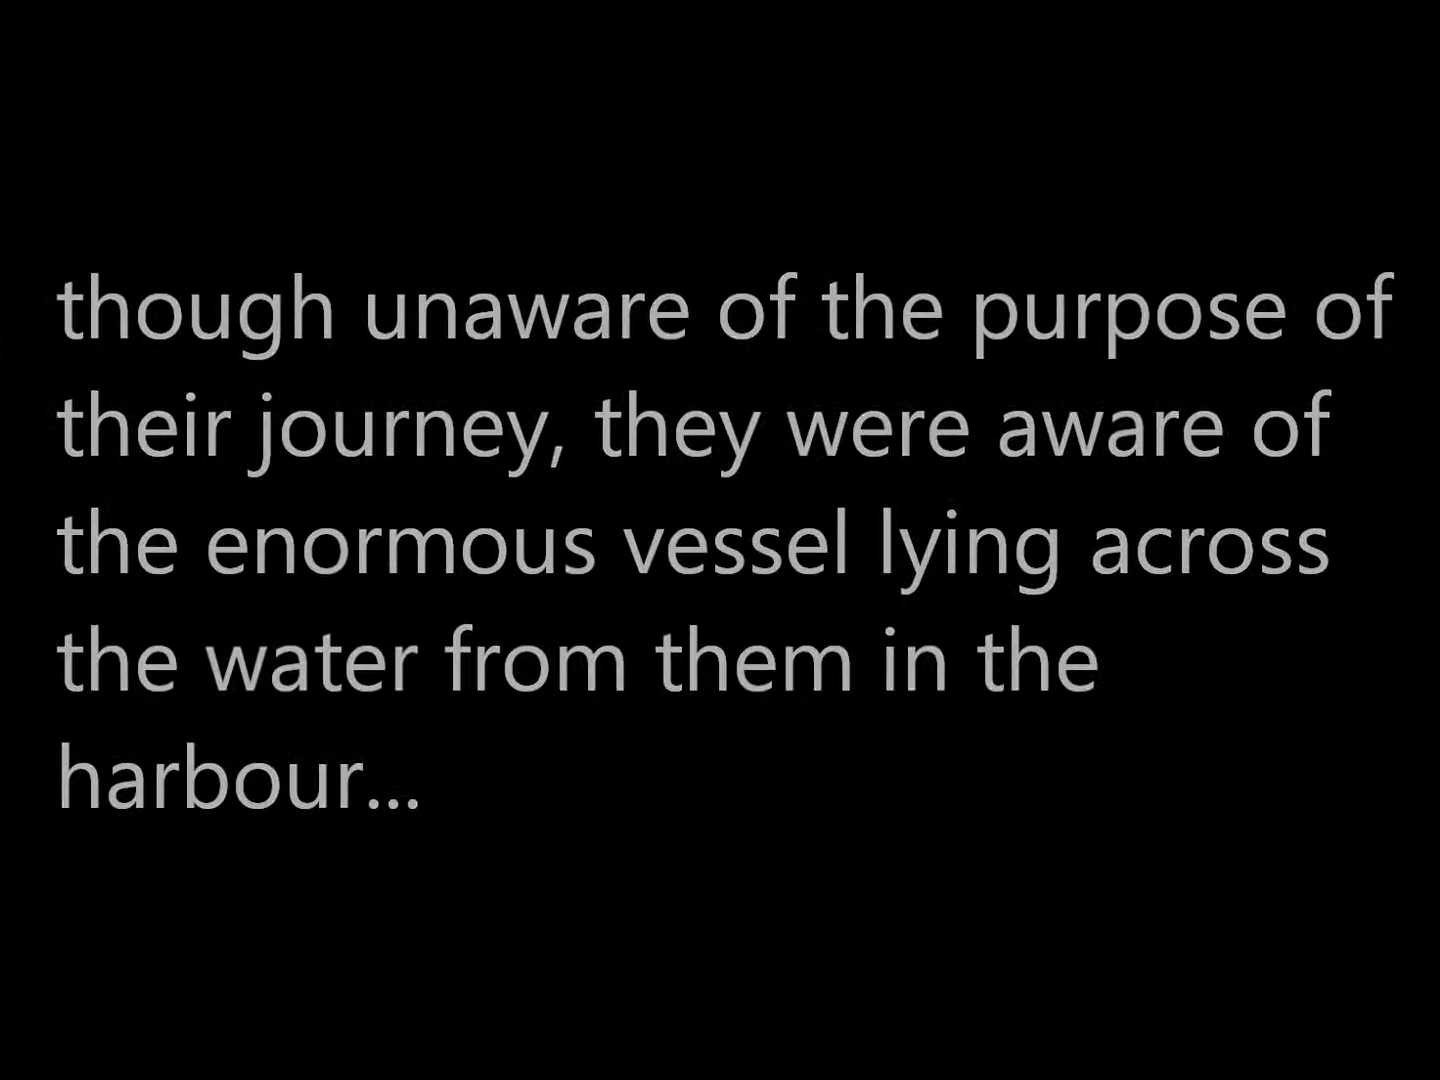 though unaware of the purpose of
their journey, they were aware of
the enormous vessel lying across
the water from them in the
harbour...